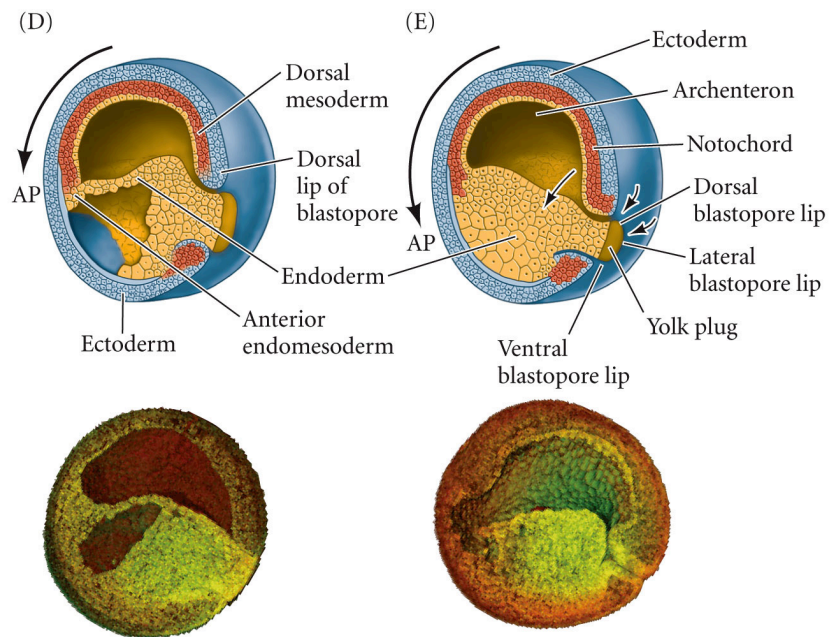 (D)
Dorsal
mesoderm
Dorsal
lip of
blastopore
AP
Endoderm
Anterior
endomesoderm
Ectoderm
(E)
Ectoderm
Archenteron
Notochord
Dorsal
blastopore lip
AP
Lateral
blastopore lip
Yolk plug
Ventral
blastopore lip